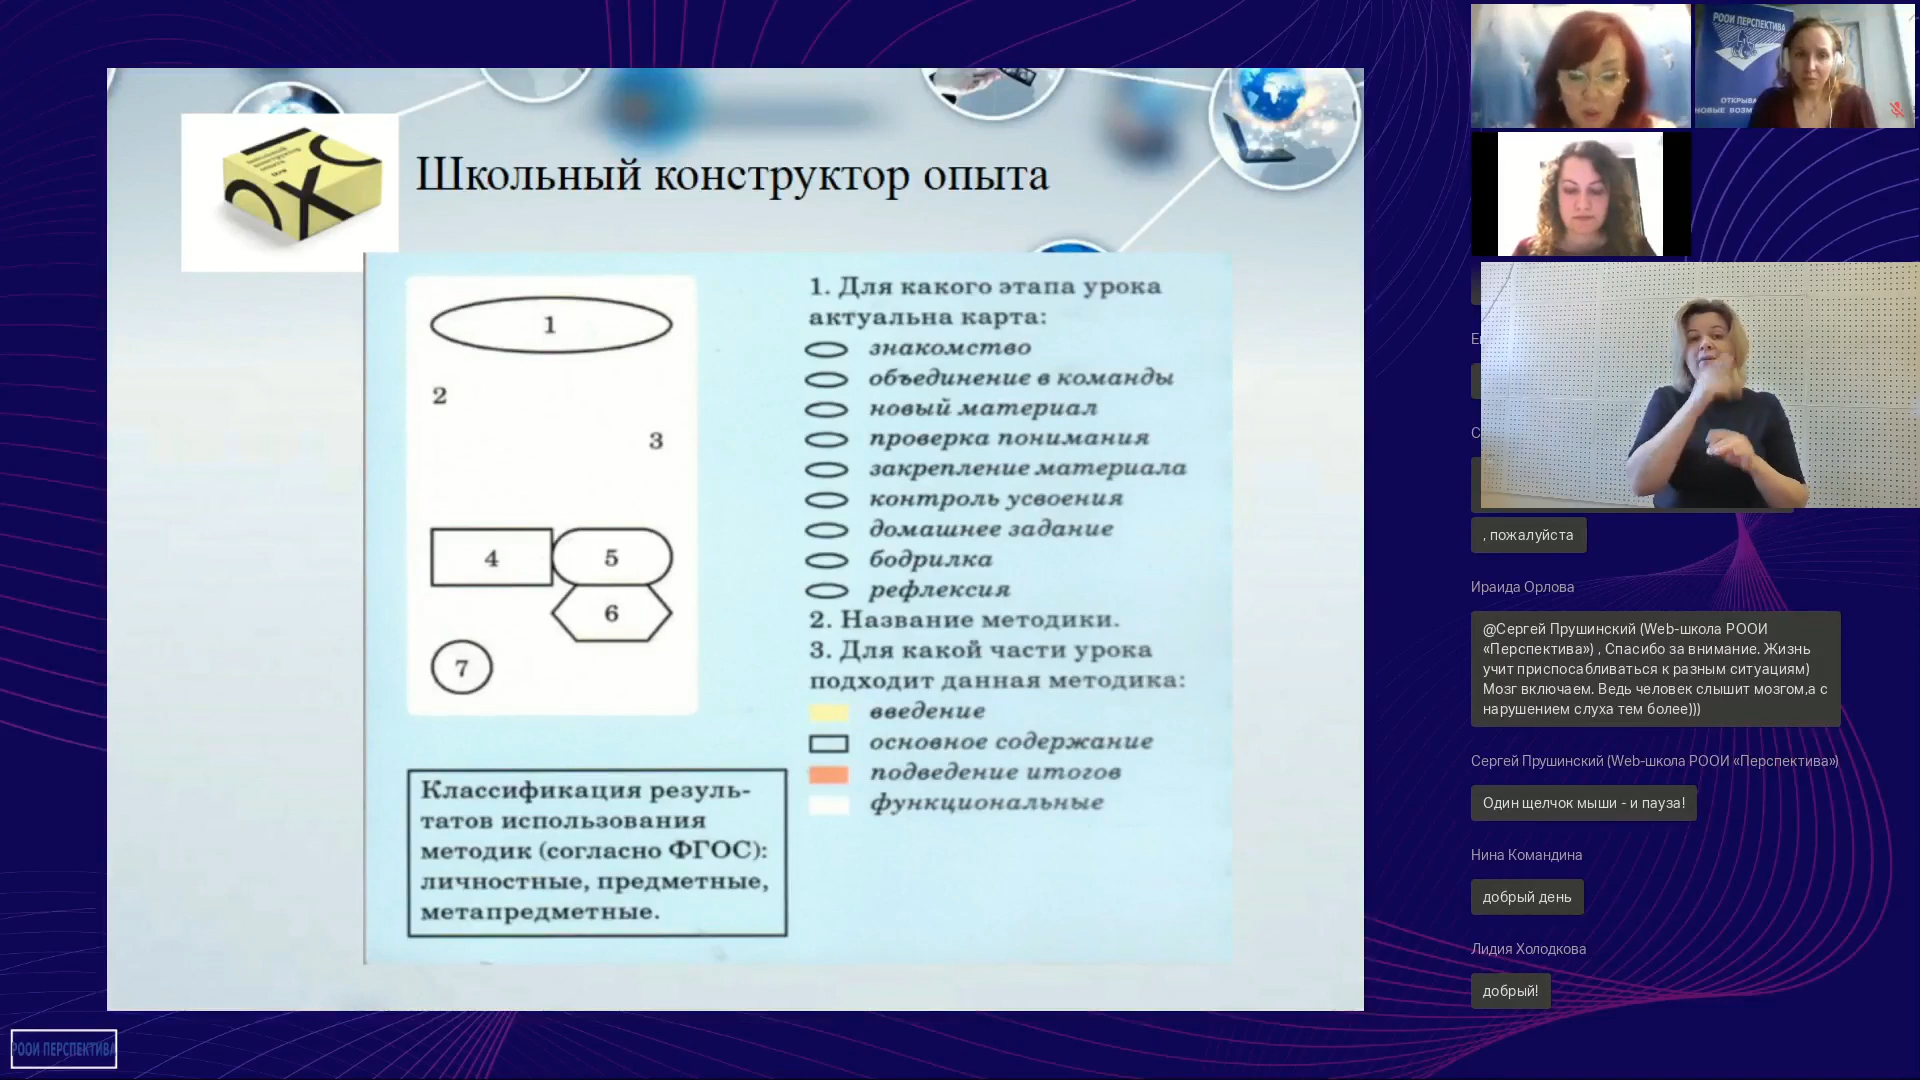 Школьный конструктор опыта
1
2
3
4
5
6
7
Классификация резуль-
татов использования
методик (согласно ФГОС):
личностные, предметные,
метапредметные.
1. Для какого этапа урока
актуальна карта:
знакомство
объединение в команды
новый материал
проверка понимания
закрепление материала
контроль усвоения
домашнее задание
бодрилка
рефлексия
2. Название методики.
3. Для какой части урока
подходит данная методика:
введение
основное содержание
подведение итогов
функциональные
РООИ ПЕРСПЕКТИВА
ОТКРЫВА
НОВЫЕ ВОЗМ
, пожалуйста
Ираида Орлова
@Сергей Прушинский (Web-школа РООИ
«Перспектива») , Спасибо за внимание. Жизнь
учит приспосабливаться к разным ситуациям)
Мозг включаем. Ведь человек слышит мозгом,а с
нарушением слуха тем более)))
Сергей Прушинский (Web-школа РООИ «Перспектива»)
Один щелчок мыши - и пауза!
Нина Командина
добрый день
Лидия Холодкова
добрый!
РООИ ПЕРСПЕКТИВА